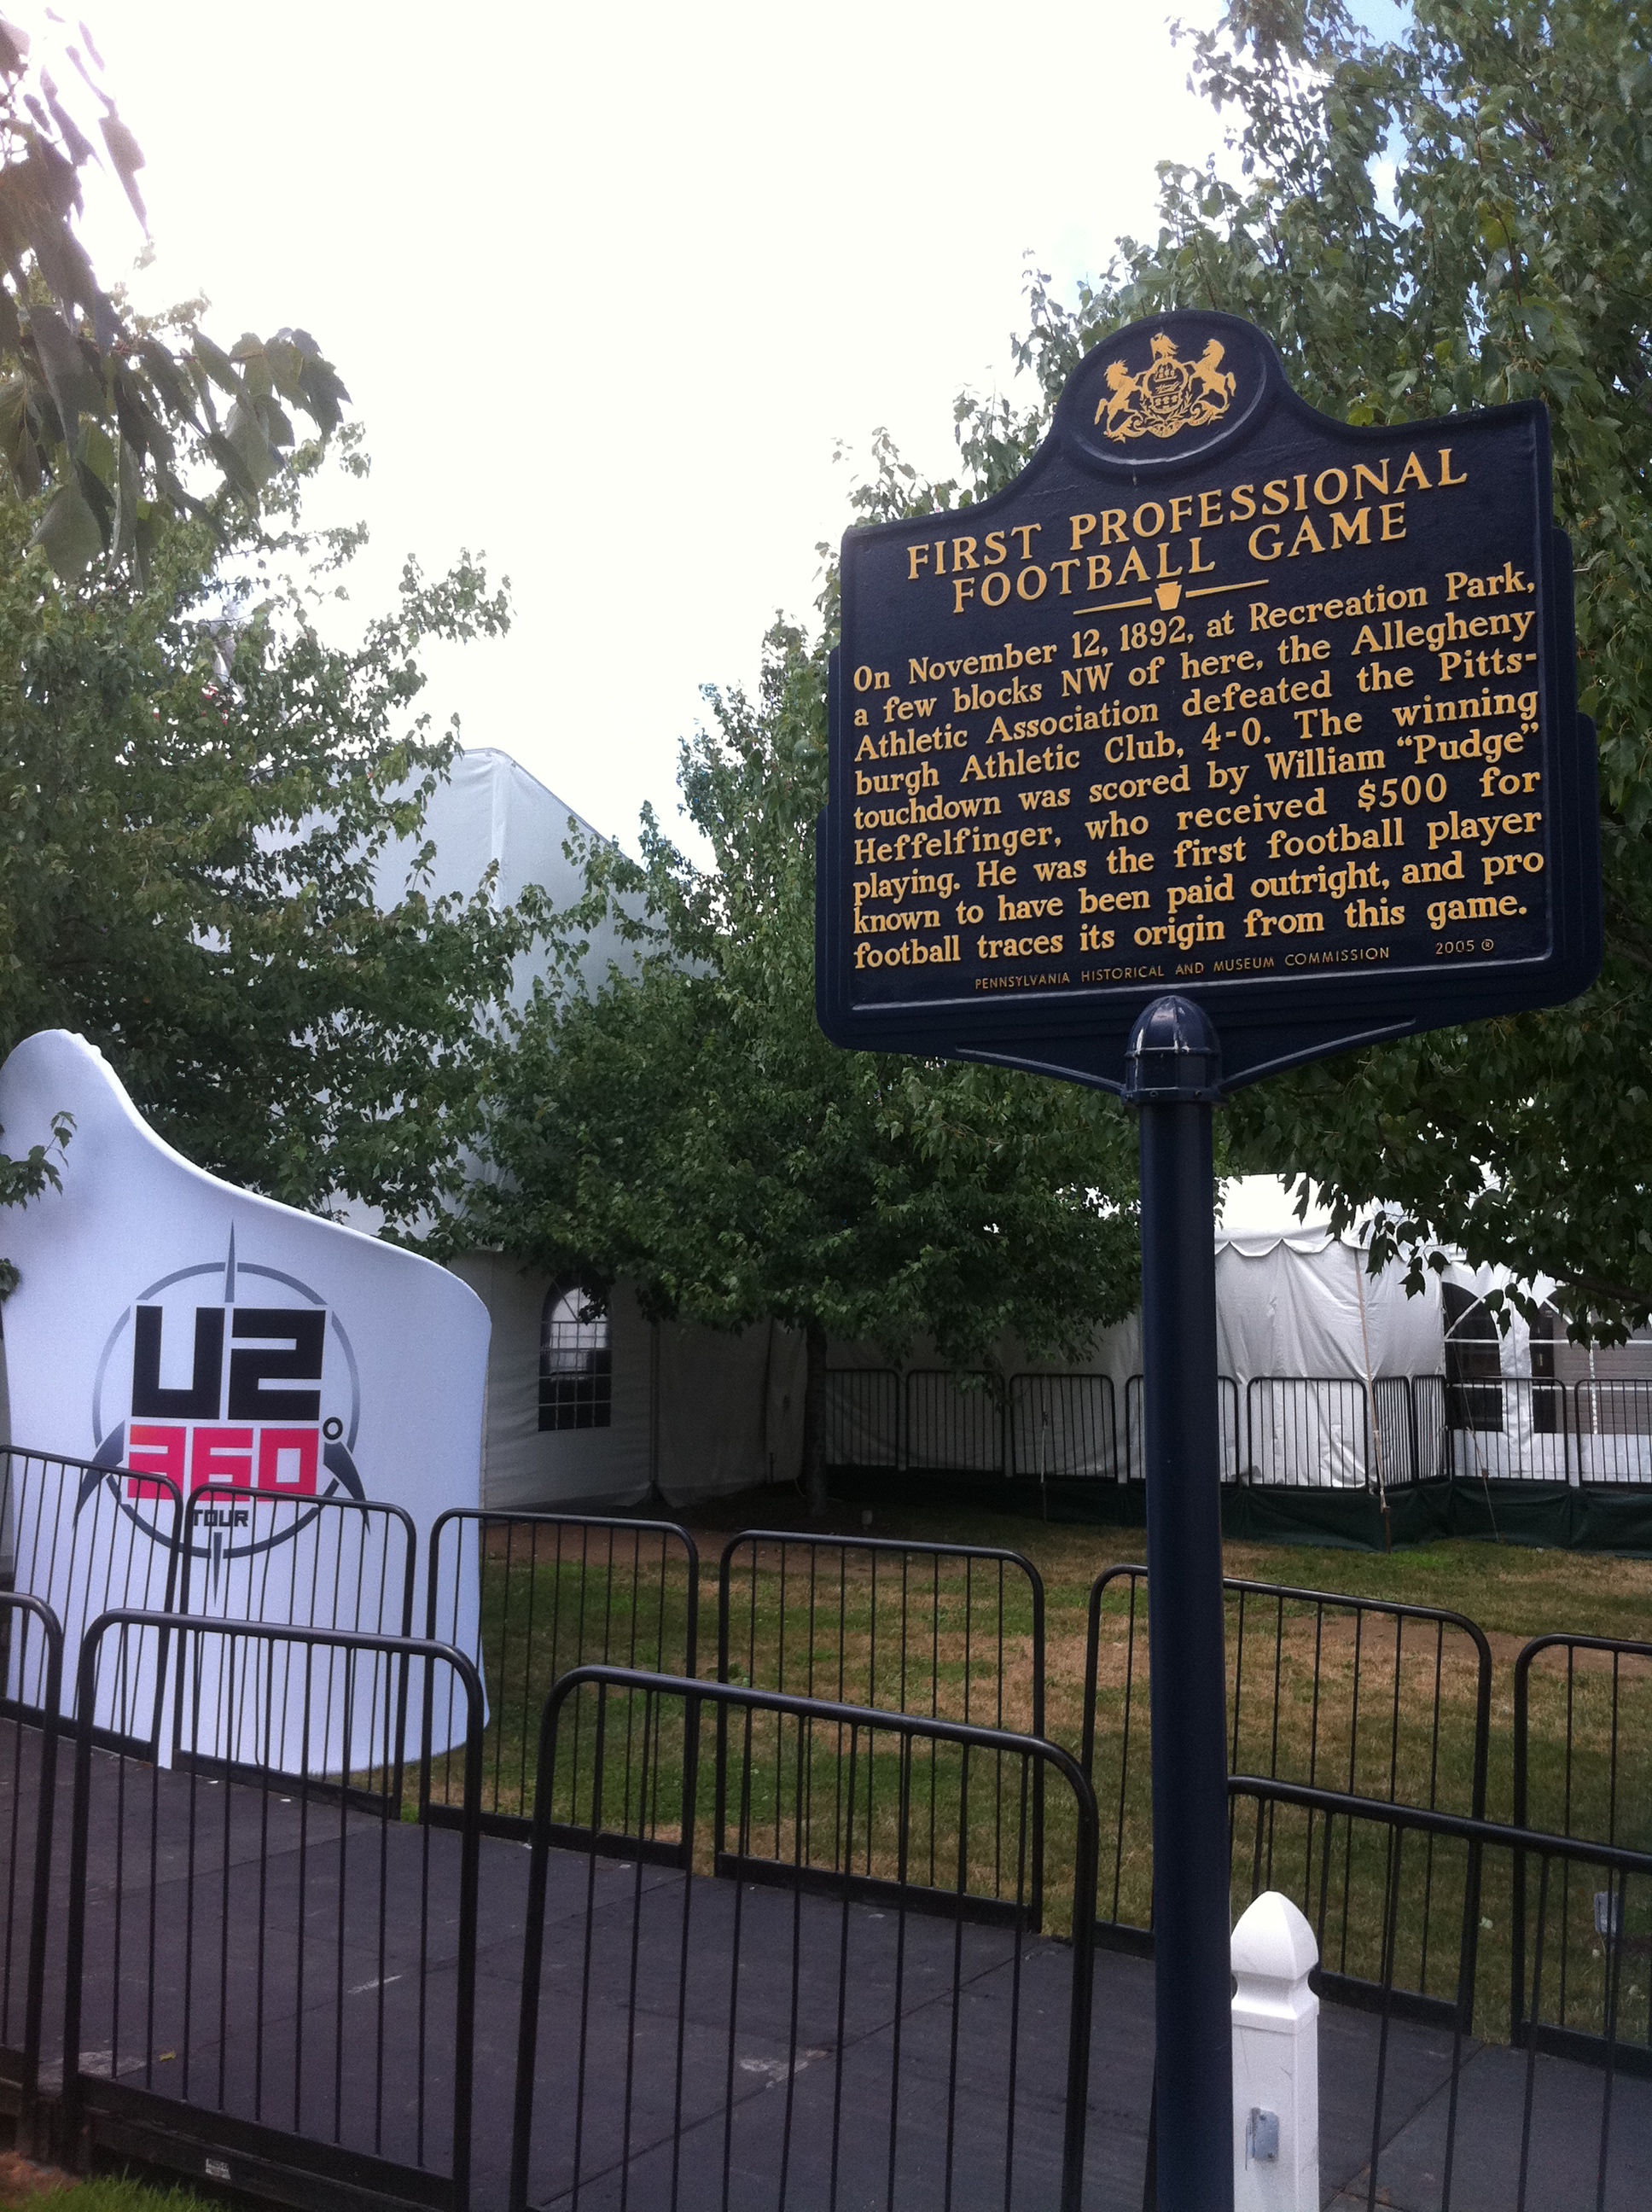 FIRST PROFESSIONAL
FOOTBALL GAME
On November 12, 1892, at Recreation Park,
a few blocks NW of here, the Allegheny
Athletic Association defeated the Pitts-
burgh Athletic Club, 4-0. The winning
touchdown was scored by William “Pudge”
Heffelfinger, who received $500 for
playing. He was the first football player
known to have been paid outright, and pro
football traces its origin from this game.
PENNSYLVANIA HISTORICAL AND MUSEUM COMMISSION 2005 ®
U2
360°
TOUR